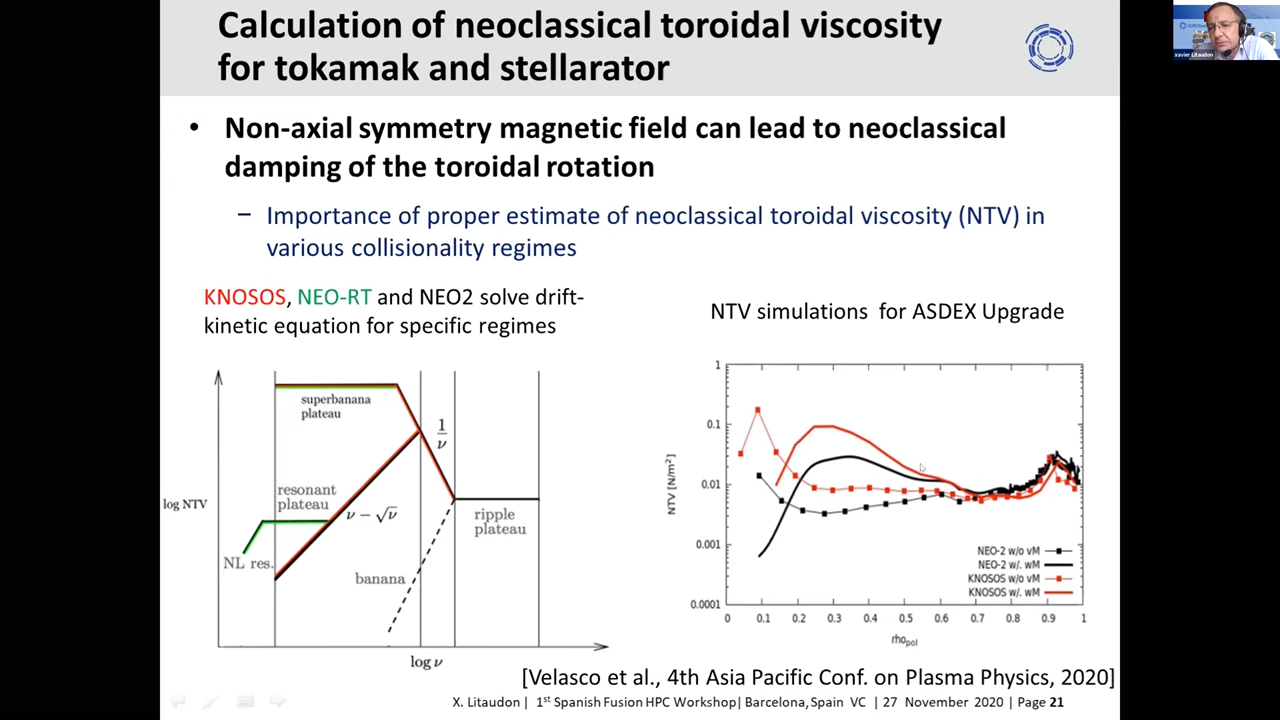 Calculation of neoclassical toroidal viscosity
for tokamak and stellarator
xavier Litaudon
• Non-axial symmetry magnetic field can lead to neoclassical
damping of the toroidal rotation
– Importance of proper estimate of neoclassical toroidal viscosity (NTV) in
various collisionality regimes
KNOSOS, NEO-RT and NEO2 solve drift-
kinetic equation for specific regimes
superbanana
plateau
1
ν
log NTV
resonant
plateau
ν − √ν
ripple
plateau
NL res.
banana
log ν
NTV simulations for ASDEX Upgrade
1
0.1
0.01
0.001
0.0001
NTV [N/m²]
NEO-2 w/o vM
NEO-2 w/. wM
KNOSOS w/o vM
KNOSOS w/. wM
0 0.1 0.2 0.3 0.4 0.5 0.6 0.7 0.8 0.9 1
rhopol
[Velasco et al., 4th Asia Pacific Conf. on Plasma Physics, 2020]
X. Litaudon | 1st Spanish Fusion HPC Workshop| Barcelona, Spain VC | 27 November 2020 | Page 21